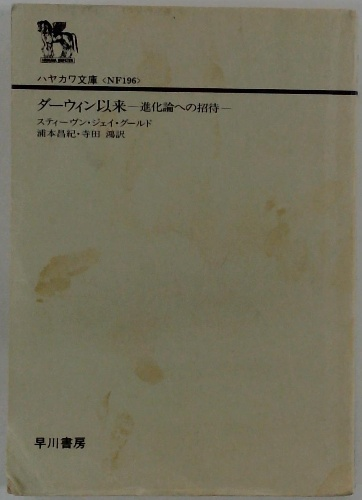 ハヤカワ文庫〈NF196〉
ダーウィン以来—進化論への招待—
スティーヴン・ジェイ・グールド
浦本昌紀・寺田 鴻訳
早川書房